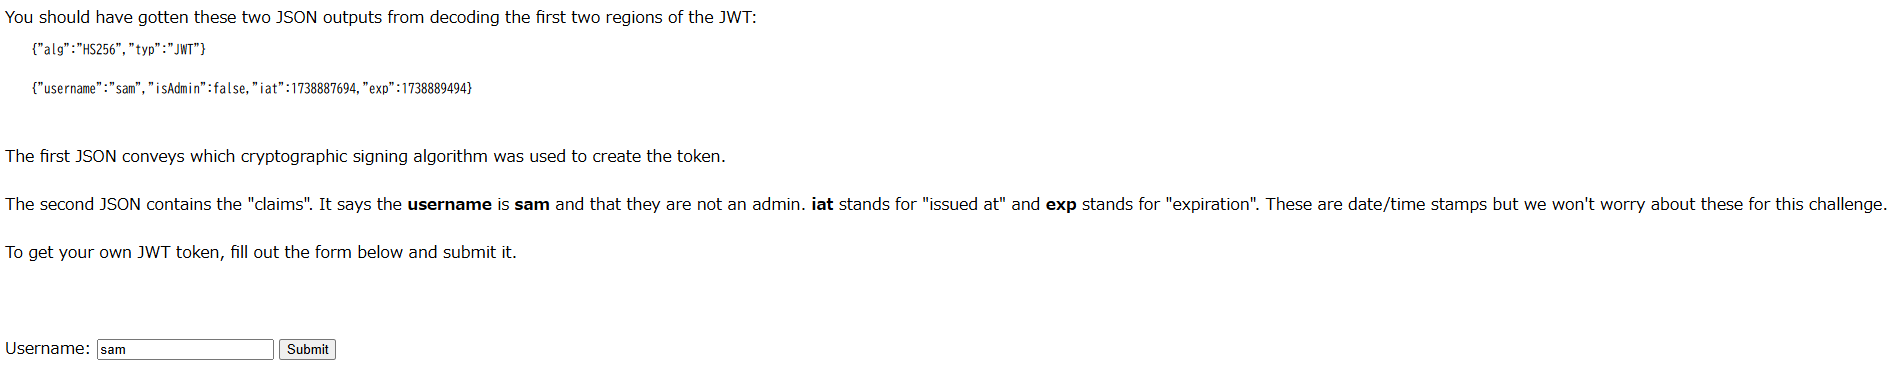 You should have gotten these two JSON outputs from decoding the first two regions of the JWT:
{"alg":"HS256","typ":"JWT"}
{"username":"sam","isAdmin":false,"iat":1738887694,"exp":1738889494}
The first JSON conveys which cryptographic signing algorithm was used to create the token.
The second JSON contains the "claims". It says the username is sam and that they are not an admin. iat stands for "issued at" and exp stands for "expiration". These are date/time stamps but we won't worry about these for this challenge.
To get your own JWT token, fill out the form below and submit it.
Username: sam Submit